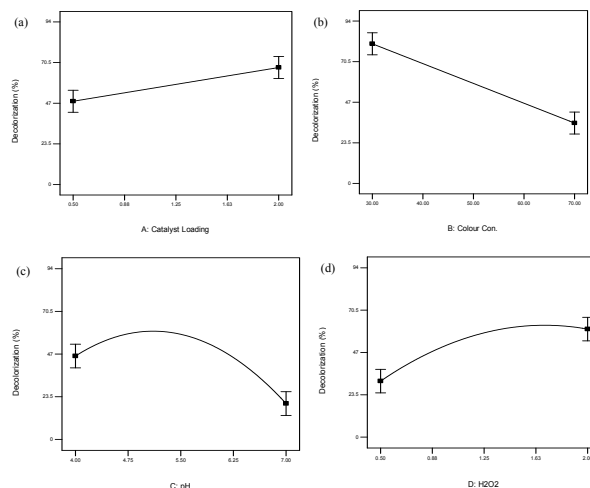 (a)
94
70.5
47
23.5
0
Decolorization (%)
0.50 0.88 1.25 1.63 2.00
A: Catalyst Loading
(b)
94
70.5
47
23.5
0
Decolorization (%)
30.00 40.00 50.00 60.00 70.00
B: Colour Con.
(c)
94
70.5
47
23.5
0
Decolorization (%)
4.00 4.75 5.50 6.25 7.00
C: pH
(d)
94
70.5
47
23.5
0
Decolorization (%)
0.50 0.88 1.25 1.63 2.0
D: H2O2